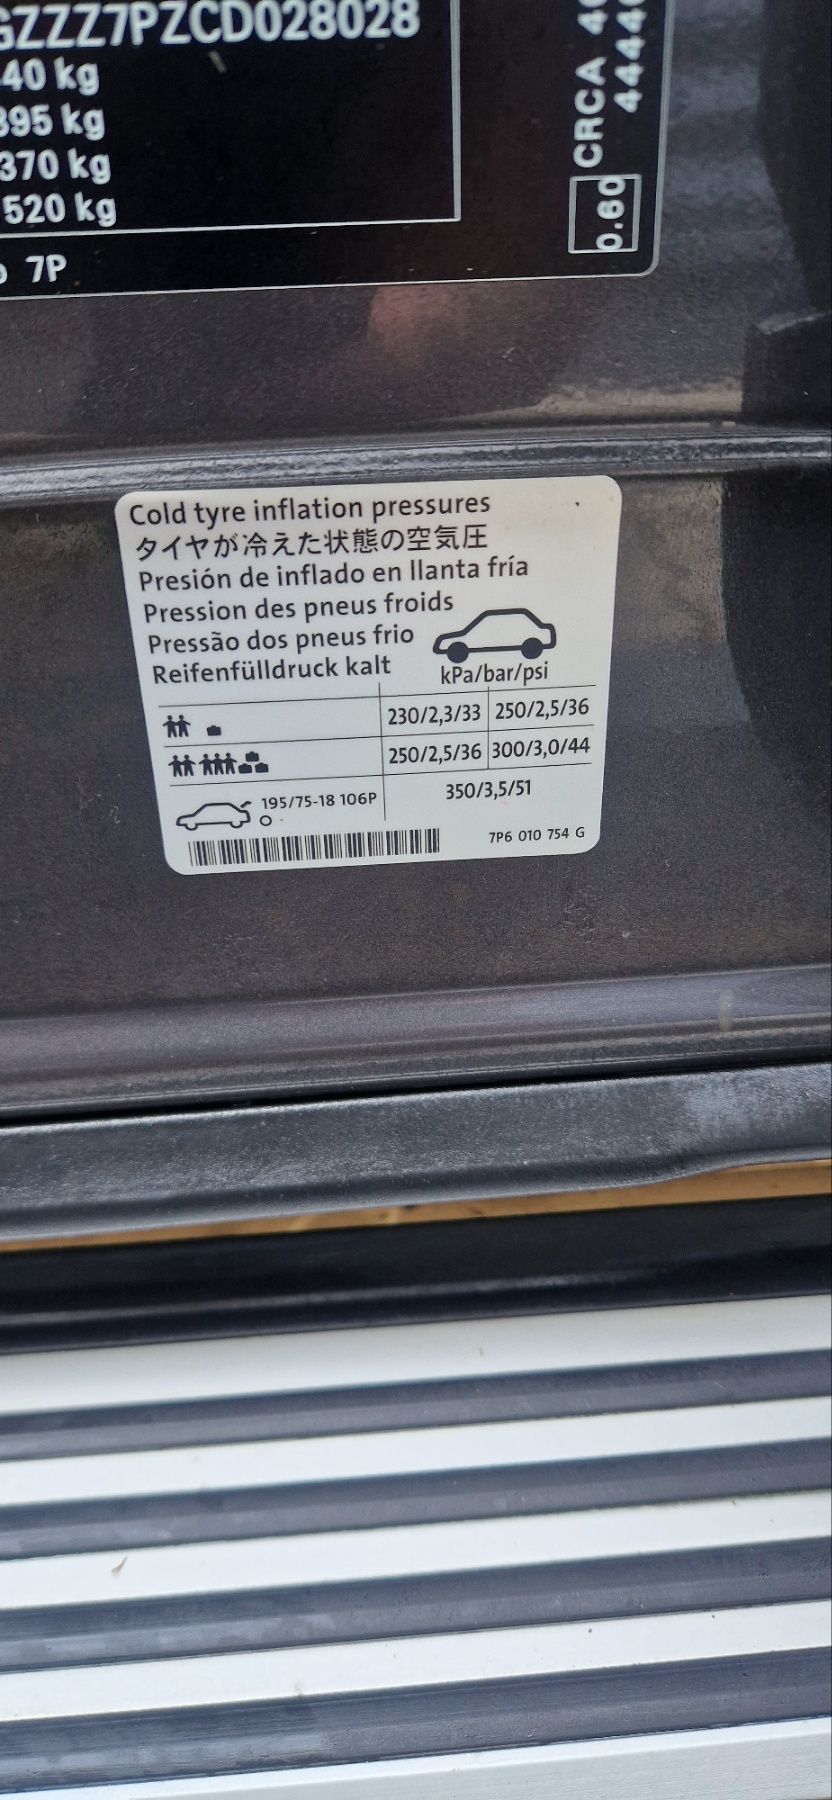 GZZZ7PZCD028028
40 kg
895 kg
370 kg
520 kg
7P
CRCA
0.60
Cold tyre inflation pressures
タイヤが冷えた状態の空気圧
Presión de inflado en llanta fría
Pression des pneus froids
Pressão dos pneus frio
Reifenfülldruck kalt
kPa/bar/psi
230/2,3/33 250/2,5/36
250/2,5/36 300/3,0/44
195/75-18 106P 350/3,5/51
7P6 010 754 G